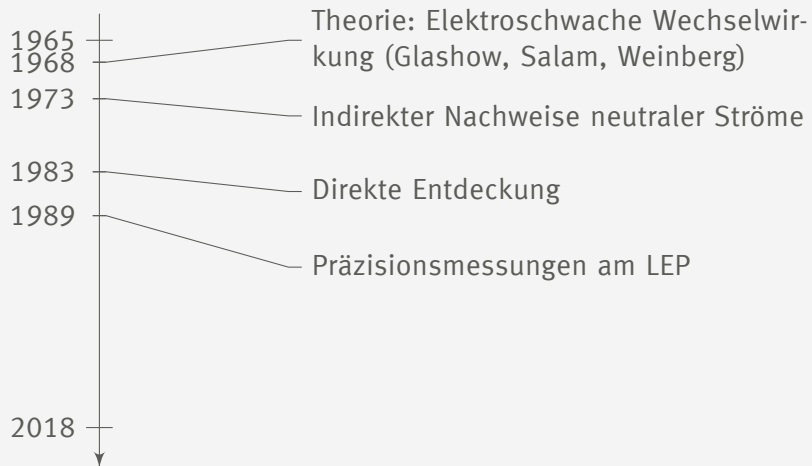 1965
Theorie: Elektroschwache Wechselwir-
1968
kung (Glashow, Salam, Weinberg)
1973
Indirekter Nachweise neutraler Ströme
1983
Direkte Entdeckung
1989
Präzisionsmessungen am LEP
2018